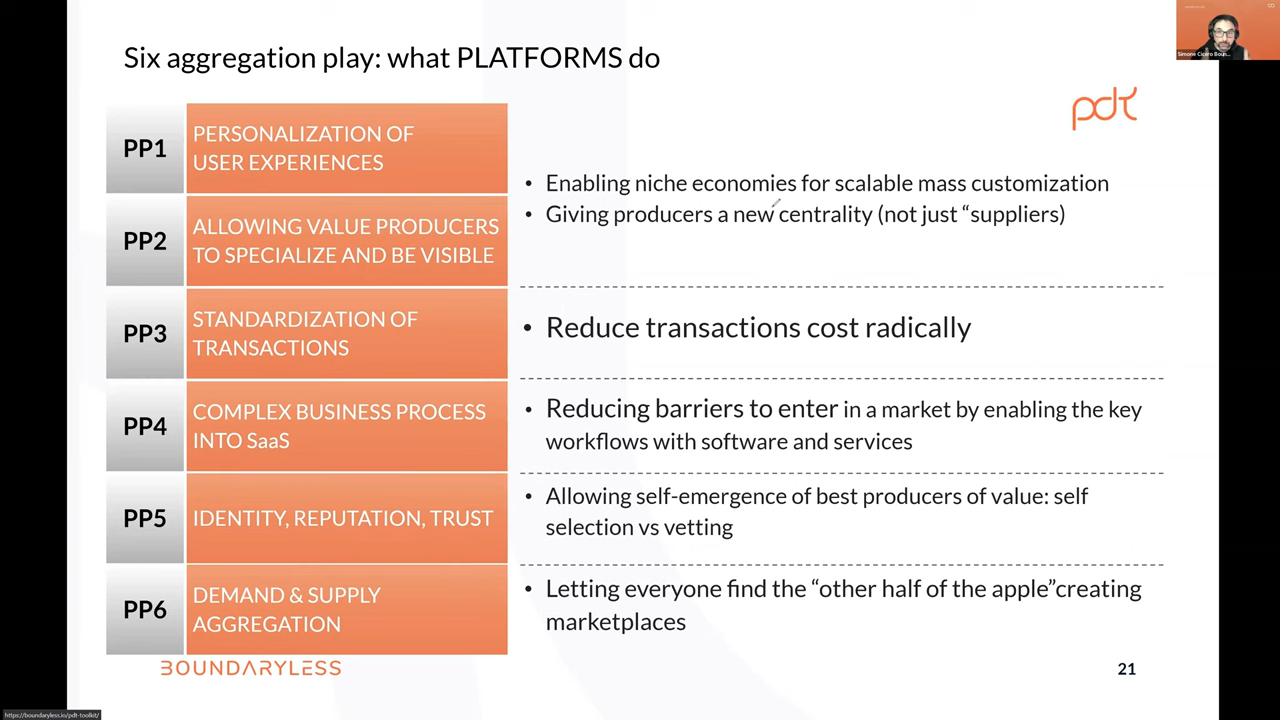 Six aggregation play: what PLATFORMS do
Simone Cicero Boun...
pdt
PP1
PERSONALIZATION OF
USER EXPERIENCES
PP2
ALLOWING VALUE PRODUCERS
TO SPECIALIZE AND BE VISIBLE
• Enabling niche economies for scalable mass customization
• Giving producers a new centrality (not just “suppliers)
PP3
STANDARDIZATION OF
TRANSACTIONS
• Reduce transactions cost radically
PP4
COMPLEX BUSINESS PROCESS
INTO SaaS
• Reducing barriers to enter in a market by enabling the key
workflows with software and services
PP5
IDENTITY, REPUTATION, TRUST
• Allowing self-emergence of best producers of value: self
selection vs vetting
PP6
DEMAND & SUPPLY
AGGREGATION
• Letting everyone find the “other half of the apple”creating
marketplaces
BOUNDARYLESS
21
https://boundaryless.io/pdt-toolkit/